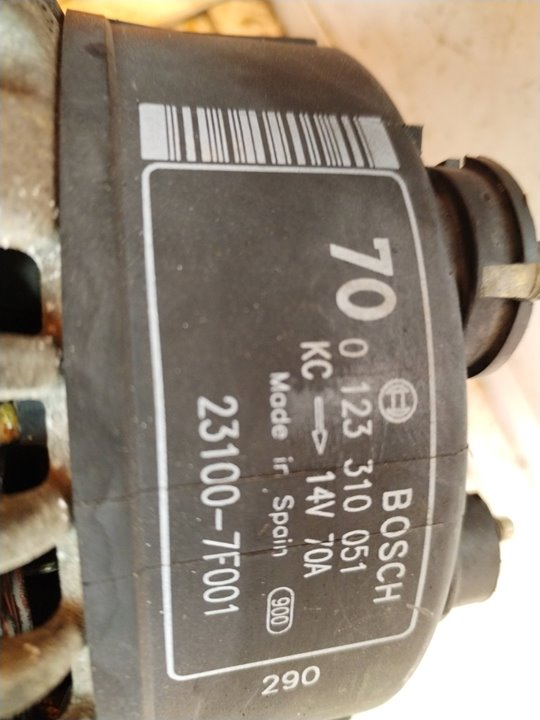 BOSCH
70 0 123 310 051
KC → 14V 70A
Made in Spain 900
23100-7F001
290